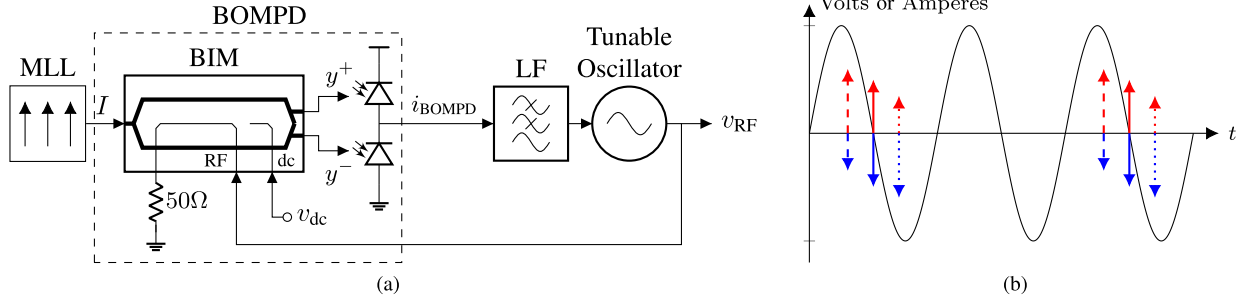 BOMPD
Volts or Amperes
Tunable
Oscillator
MLL
BIM
LF
y⁺
I
i_BOMPD
v_RF
t
RF
dc
y⁻
50Ω
v_dc
(a)
(b)